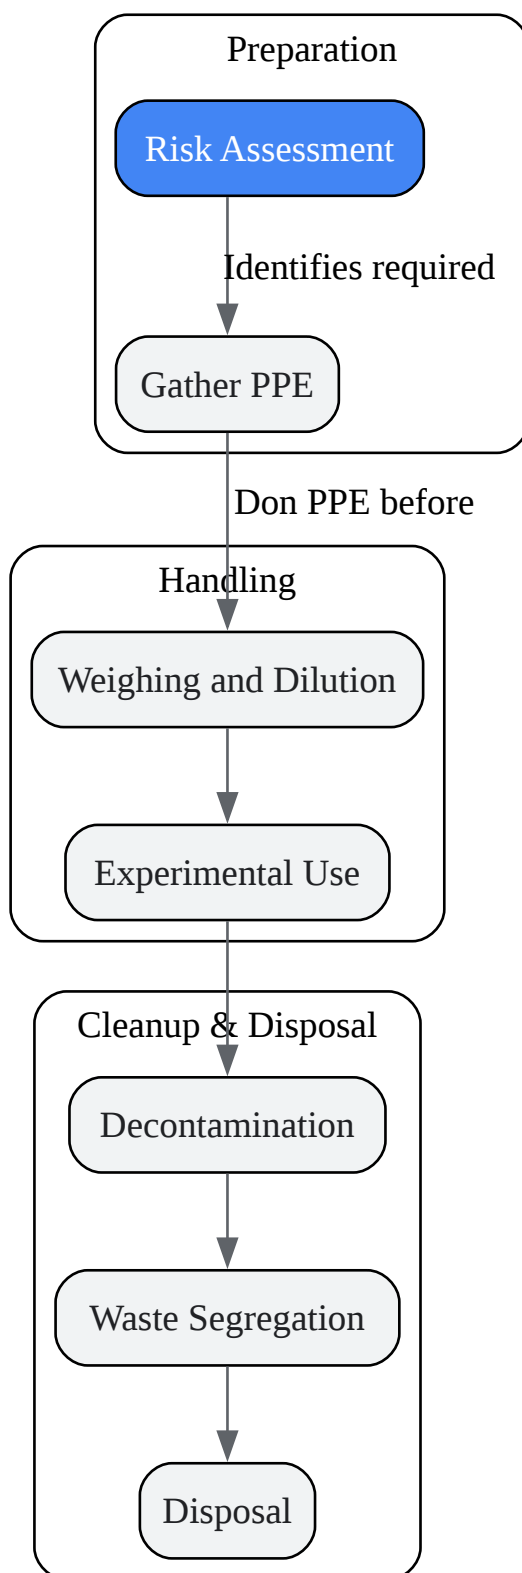 Preparation
Risk Assessment
Identifies required
Gather PPE
Don PPE before
Handling
Weighing and Dilution
Experimental Use
Cleanup & Disposal
Decontamination
Waste Segregation
Disposal